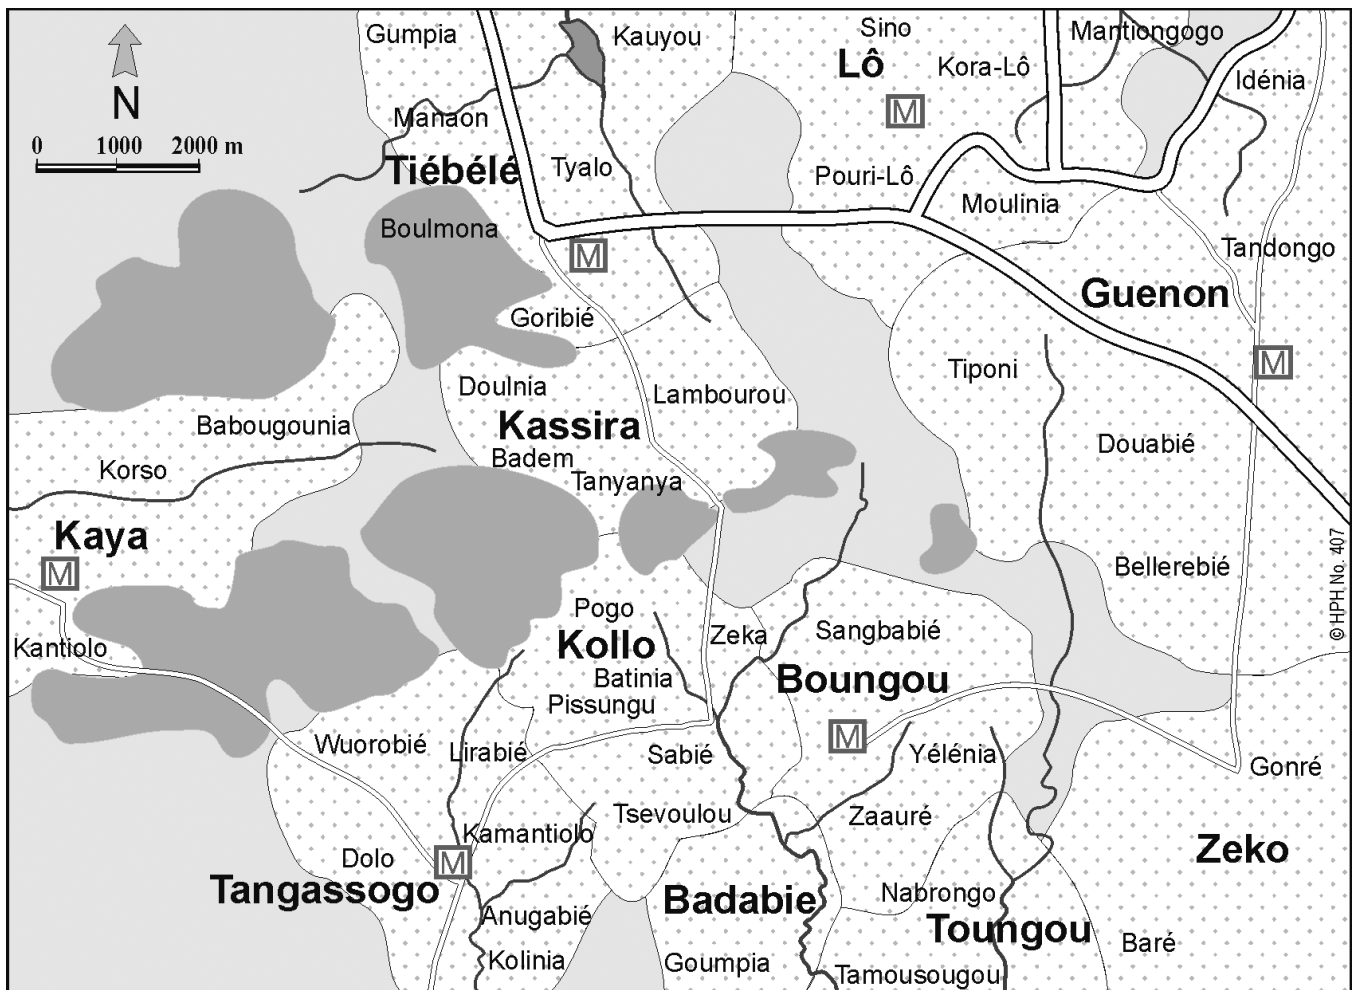 Gumpia
Kauyou
Sino
Mantiongogo
Lô
Kora-Lô
Idénia
N
M
Manaon
0 1000 2000 m
Tiébélé
Tyalo
Pouri-Lô
Moulinia
Boulmona
M
Tandongo
Guenon
Goribié
M
Tiponi
Doulnia
Lambourou
Babougounia
Kassira
Douabié
Badem
Korso
Tanyanya
Kaya
M
Bellerebié
© HPH No. 407
Pogo
Zeka
Sangbabié
Kantiolo
Kollo
Batinia
Boungou
Pissungu
M
Wuorobié
Lirabié
Sabié
Yélénia
Gonré
Tsevoulou
Zaauré
Kamantiolo
Zeko
Dolo
M
Tangassogo
Badabie
Nabrongo
Anugabié
Toungou
Baré
Kolinia
Goumpia
Tamousougou